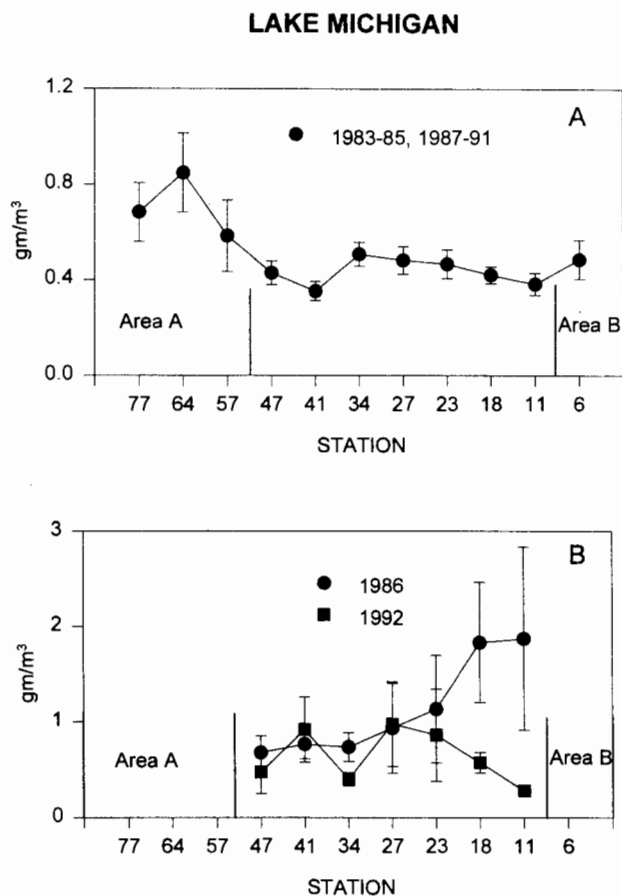 LAKE MICHIGAN
A
1983-85, 1987-91
1.2
0.8
0.4
0.0
gm/m³
Area A
Area B
77 64 57 47 41 34 27 23 18 11 6
STATION
B
1986
1992
3
2
1
0
gm/m³
Area A
Area B
77 64 57 47 41 34 27 23 18 11 6
STATION